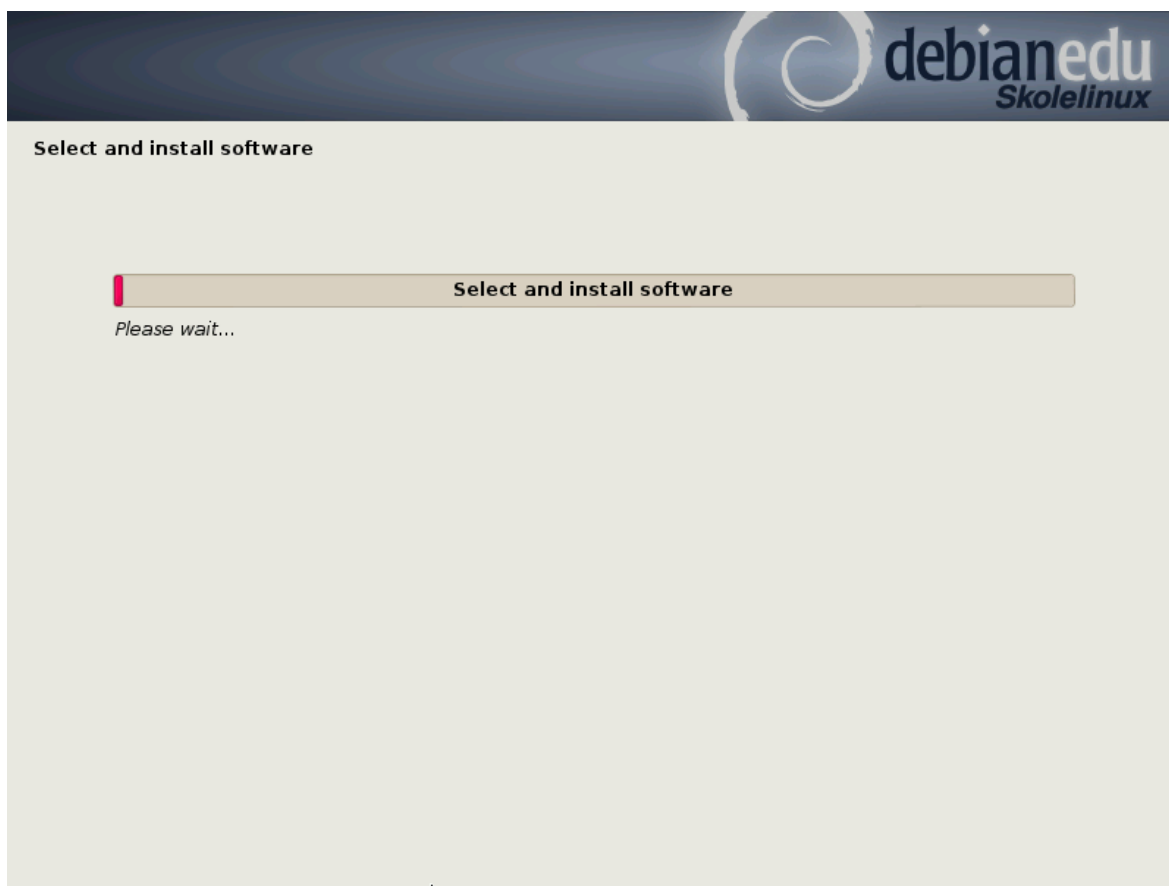 debianedu
Skolelinux
Select and install software
Select and install software
Please wait...